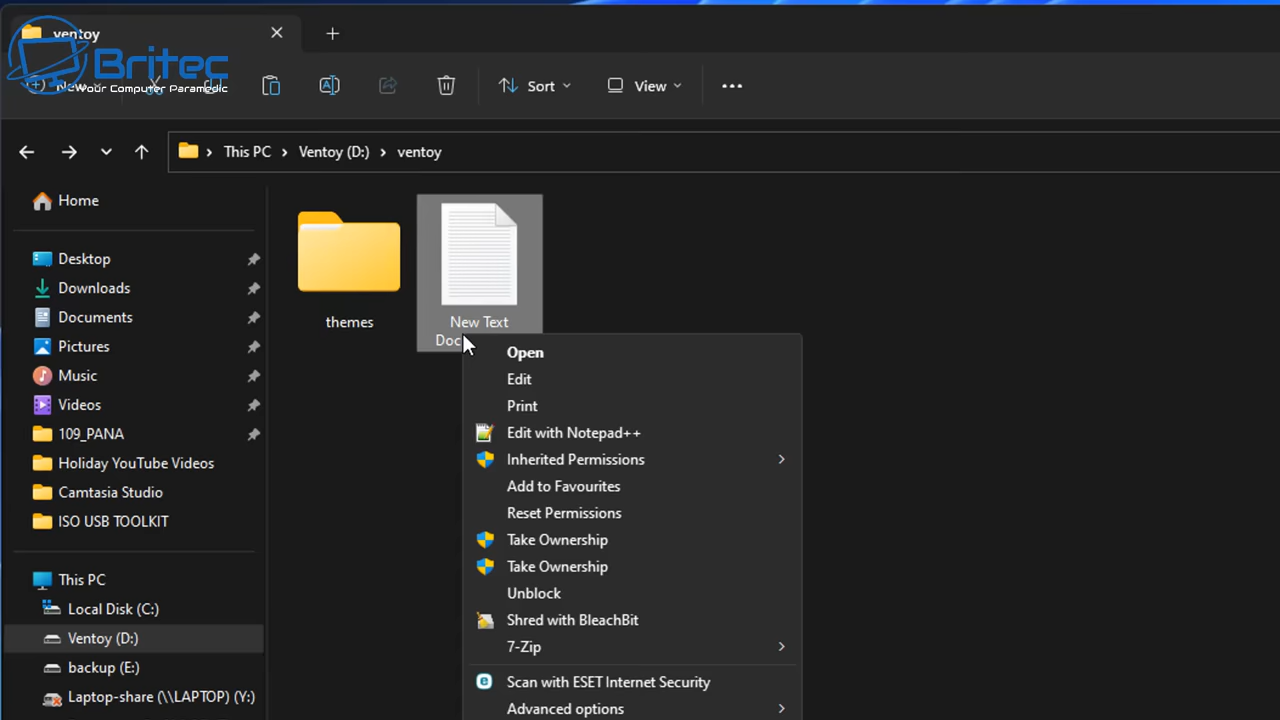 ventoy
Britec
Your Computer Paramedic
New
Sort
View
This PC
Ventoy (D:)
ventoy
Home
Desktop
Downloads
Documents
Pictures
Music
Videos
109_PANA
Holiday YouTube Videos
Camtasia Studio
ISO USB TOOLKIT
This PC
Local Disk (C:)
Ventoy (D:)
backup (E:)
Laptop-share (\\LAPTOP) (Y:)
themes
New Text
Doc
Open
Edit
Print
Edit with Notepad++
Inherited Permissions
Add to Favourites
Reset Permissions
Take Ownership
Take Ownership
Unblock
Shred with BleachBit
7-Zip
Scan with ESET Internet Security
Advanced options